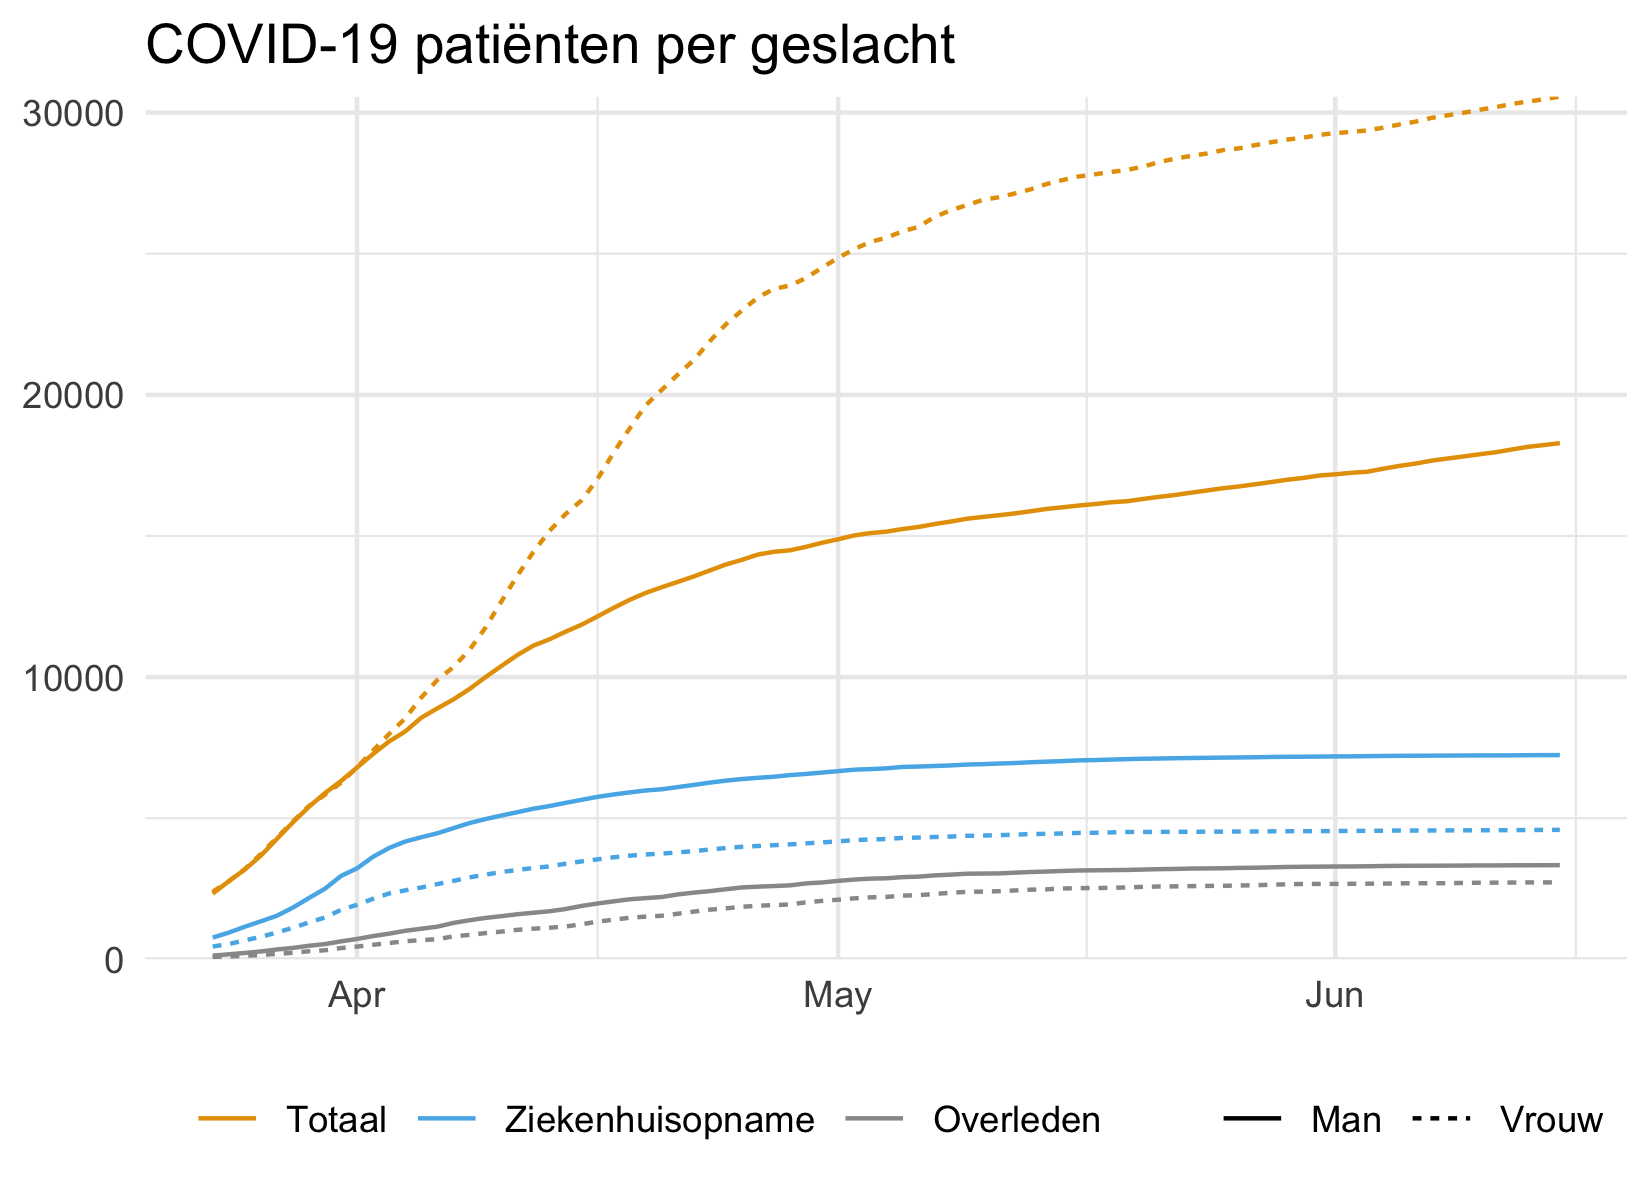 COVID-19 patiënten per geslacht
30000
20000
10000
0
Apr May Jun
Totaal Ziekenhuisopname Overleden Man Vrouw